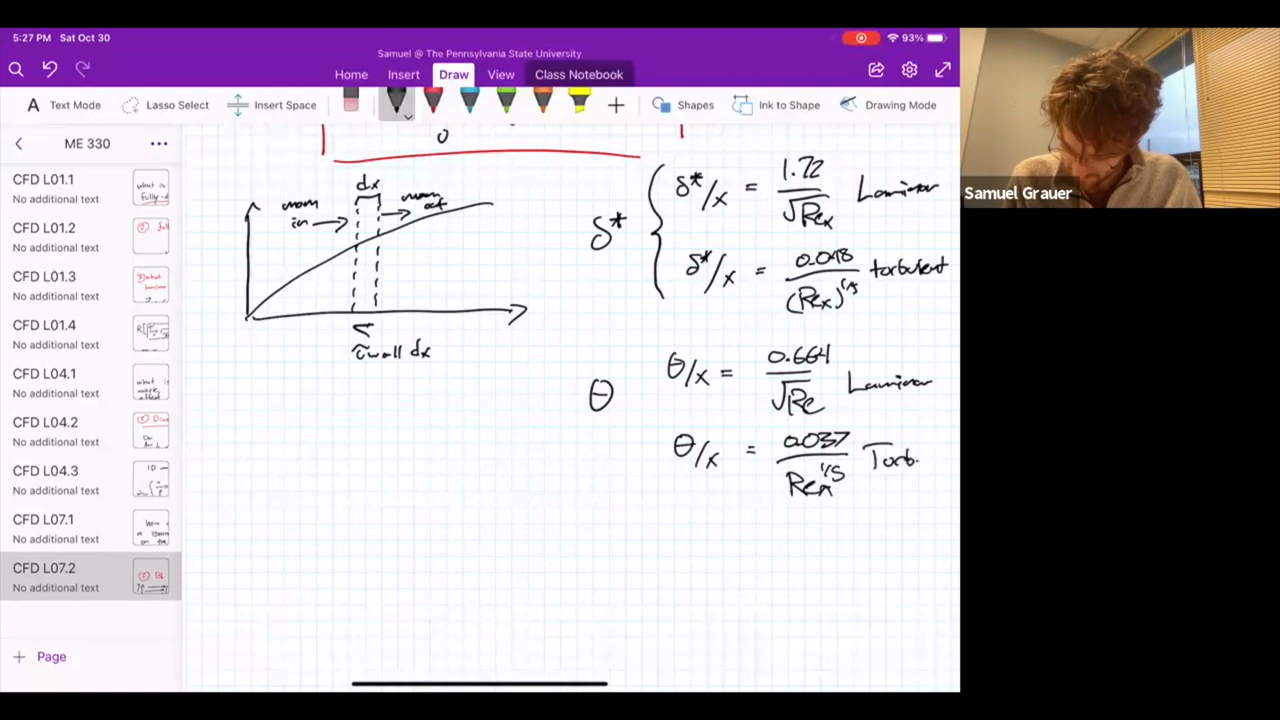 5:27 PM Sat Oct 30
93%
Samuel @ The Pennsylvania State University
Home Insert Draw View Class Notebook
A Text Mode Lasso Select Insert Space + Shapes Ink to Shape Drawing Mode
ME 330
CFD L01.1
No additional text
CFD L01.2
No additional text
CFD L01.3
No additional text
CFD L01.4
No additional text
CFD L04.1
No additional text
CFD L04.2
No additional text
CFD L04.3
No additional text
CFD L07.1
No additional text
CFD L07.2
No additional text
+ Page
0
dx
mom in
mom out
τwall dx
δ*
δ*/x = 1.72 / √Rex Laminar
δ*/x = 0.048 / (Rex)^1/5 turbulent
θ
θ/x = 0.664 / √Re Laminar
θ/x = 0.037 / Rex^1/5 Turb.
Samuel Grauer